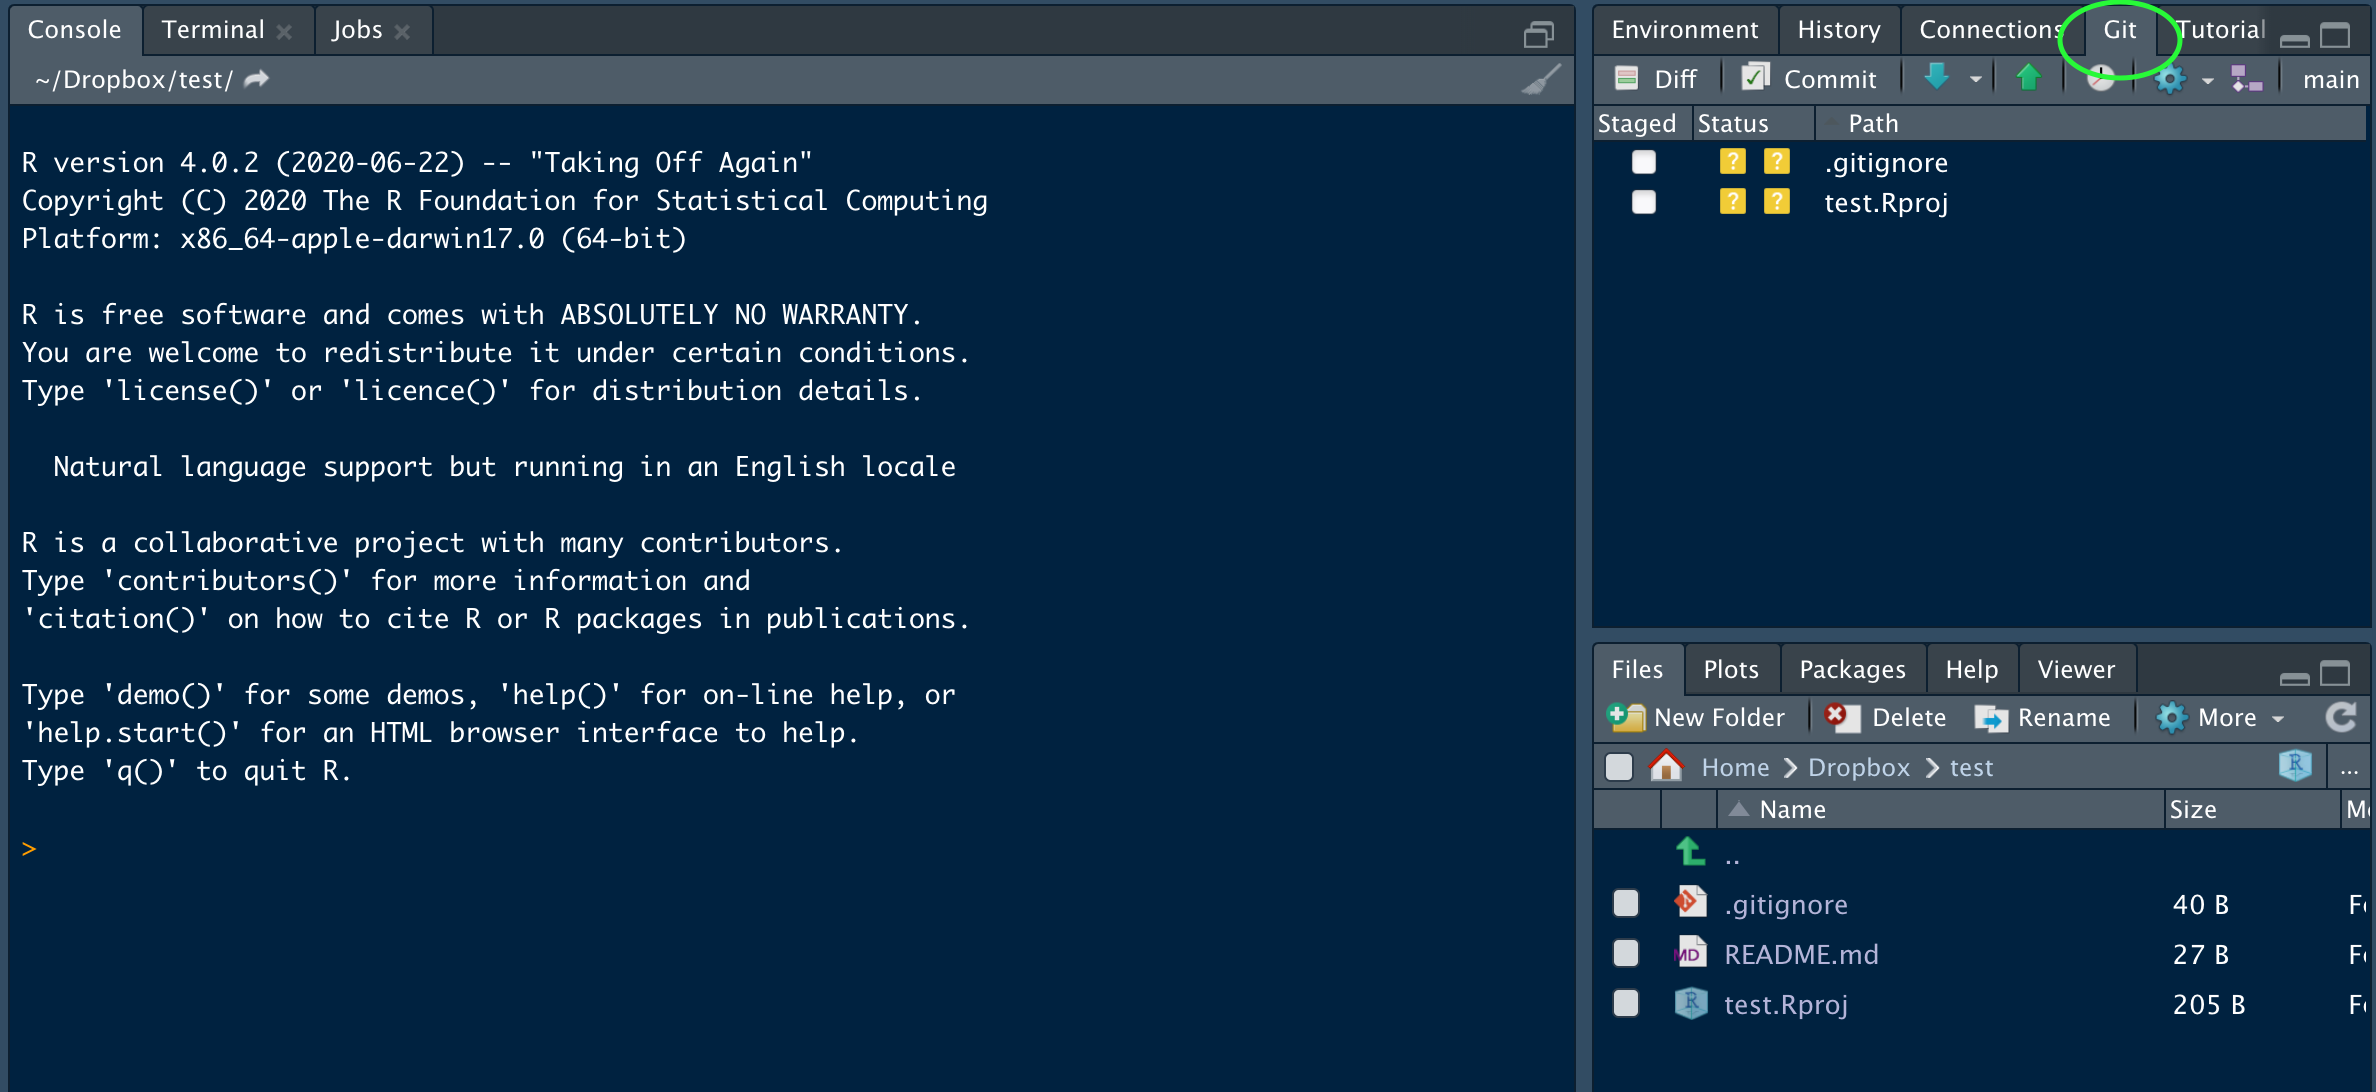 Console Terminal Jobs
~/Dropbox/test/
R version 4.0.2 (2020-06-22) -- "Taking Off Again"
Copyright (C) 2020 The R Foundation for Statistical Computing
Platform: x86_64-apple-darwin17.0 (64-bit)
R is free software and comes with ABSOLUTELY NO WARRANTY.
You are welcome to redistribute it under certain conditions.
Type 'license()' or 'licence()' for distribution details.
Natural language support but running in an English locale
R is a collaborative project with many contributors.
Type 'contributors()' for more information and
'citation()' on how to cite R or R packages in publications.
Type 'demo()' for some demos, 'help()' for on-line help, or
'help.start()' for an HTML browser interface to help.
Type 'q()' to quit R.
>
Environment History Connections Git Tutorial
Diff Commit main
Staged Status Path
? ? .gitignore
? ? test.Rproj
Files Plots Packages Help Viewer
New Folder Delete Rename More
Home Dropbox test R ...
Name Size
..
.gitignore 40 B
MD README.md 27 B
R test.Rproj 205 B